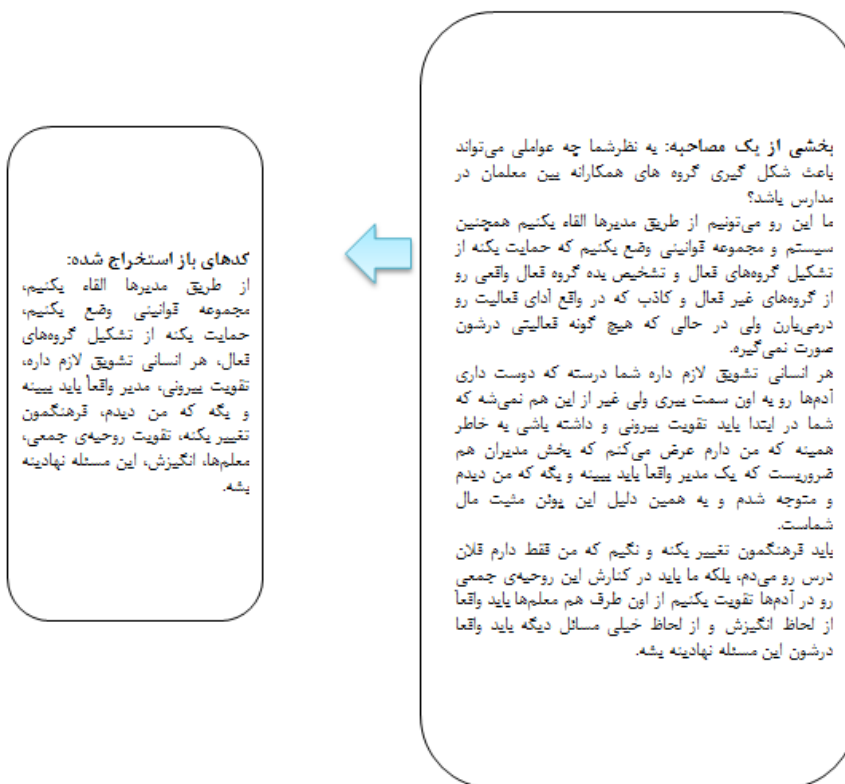 بخشی از یک مصاحبه: به نظرشما چه عواملی می‌تواند
باعث شکل گیری گروه های همکارانه بین معلمان در
مدارس باشد؟
ما این رو می‌تونیم از طریق مدیرها القاء بکنیم همچنین
سیستم و مجموعه قوانینی وضع بکنیم که حمایت بکنه از
تشکیل گروه‌های فعال و تشخیص بده گروه فعال واقعی رو
از گروه‌های غیر فعال و کاذب که در واقع اَدای فعالیت رو
درمی‌یارن ولی در حالی که هیچ گونه فعالیتی درشون
صورت نمی‌گیره.
هر انسانی تشویق لازم داره شما درسته که دوست داری
آدم‌ها رو به اون سمت ببری ولی غیر از این هم نمی‌شه که
شما در ابتدا باید تقویت بیرونی و داشته باشی به خاطر
همینه که من دارم عرض می‌کنم که بخش مدیران هم
ضروریست که یک مدیر واقعاً باید ببینه و بگه که من دیدم
و متوجه شدم و به همین دلیل این پوئن مثبت مال
شماست.
باید فرهنگمون تغییر بکنه و نگیم که من فقط دارم فلان
درس رو می‌دم، بلکه ما باید در کنارش این روحیه‌ی جمعی
رو در آدم‌ها تقویت بکنیم از اون طرف هم معلم‌ها باید واقعاً
از لحاظ انگیزش و از لحاظ خیلی مسائل دیگه باید واقعا
درشون این مسئله نهادینه بشه.
کدهای باز استخراج شده:
از طریق مدیرها القاء بکنیم،
مجموعه قوانینی وضع بکنیم،
حمایت بکنه از تشکیل گروه‌های
فعال، هر انسانی تشویق لازم داره،
تقویت بیرونی، مدیر واقعاً باید ببینه
و بگه که من دیدم، فرهنگمون
تغییر بکنه، تقویت روحیه‌ی جمعی،
معلم‌ها، انگیزش، این مسئله نهادینه
بشه.